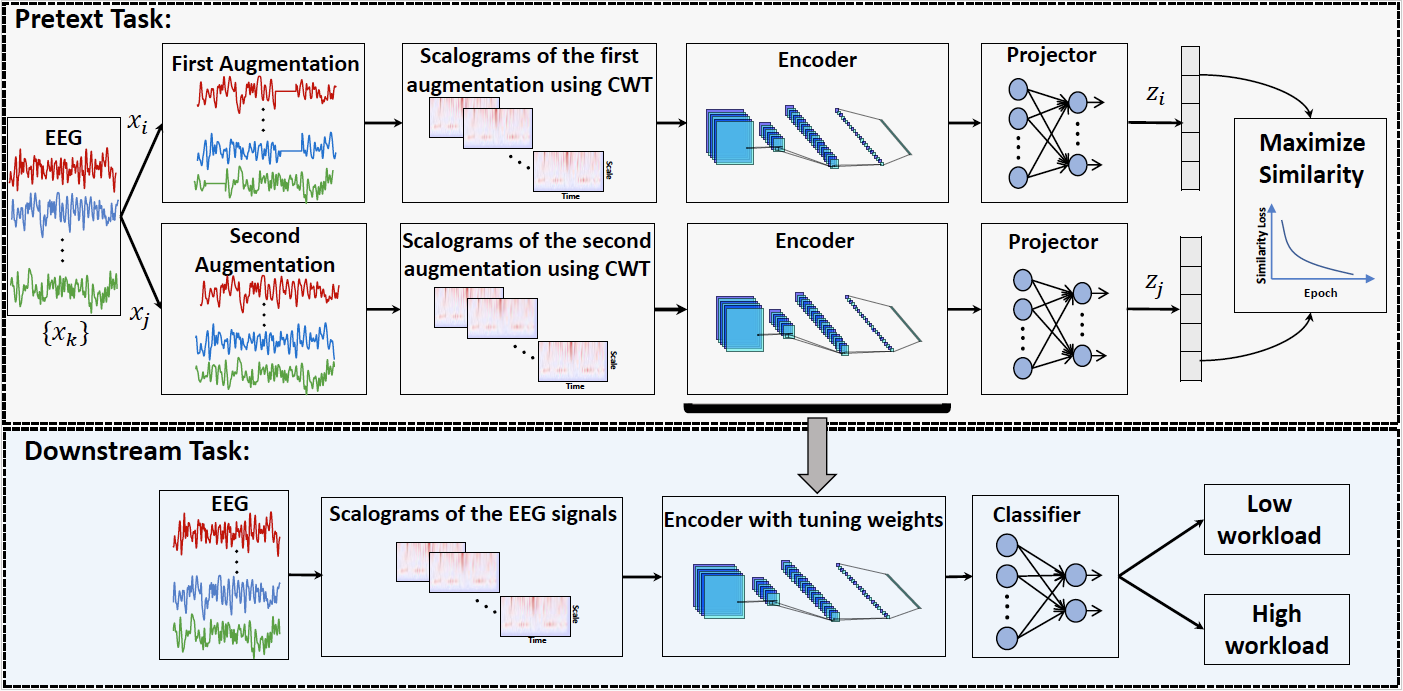 Pretext Task:
EEG
{x_k}
x_i
x_j
First Augmentation
Scalograms of the first
augmentation using CWT
Scale
Time
Encoder
Projector
z_i
Second
Augmentation
Scalograms of the second
augmentation using CWT
Scale
Time
Encoder
Projector
z_j
Maximize
Similarity
Similarity Loss
Epoch
Downstream Task:
EEG
Scalograms of the EEG signals
Scale
Time
Encoder with tuning weights
Classifier
Low
workload
High
workload